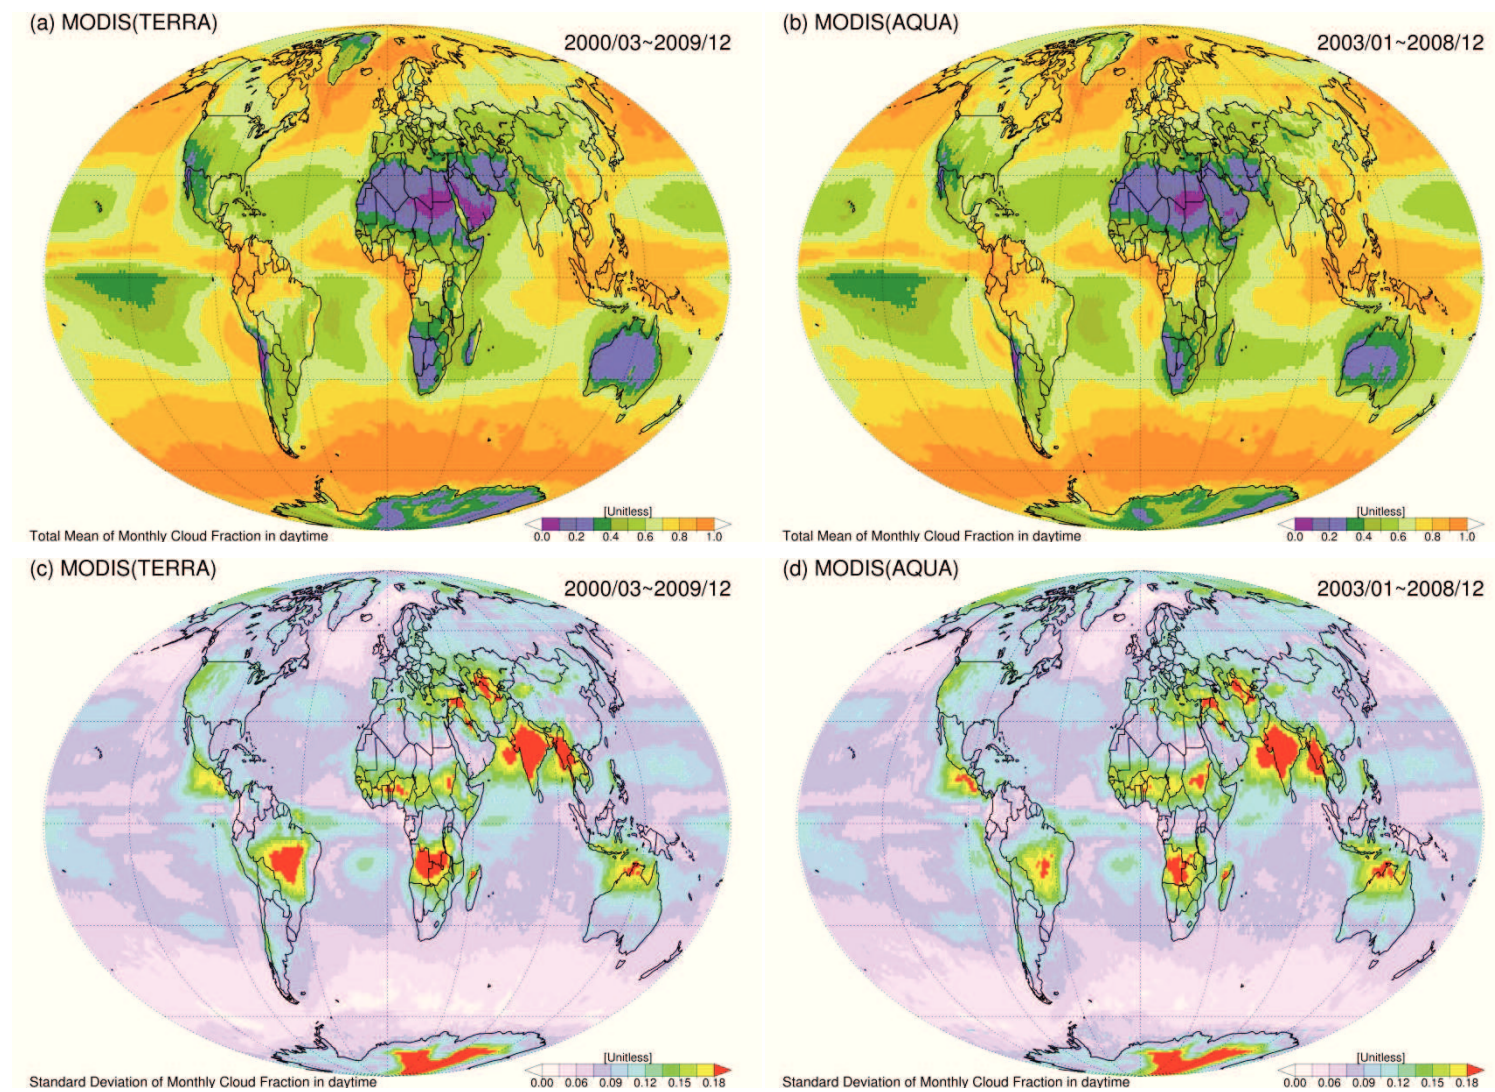 (a) MODIS(TERRA)
2000/03~2009/12
[Unitless]
0.0 0.2 0.4 0.6 0.8 1.0
Total Mean of Monthly Cloud Fraction in daytime
(b) MODIS(AQUA)
2003/01~2008/12
[Unitless]
0.0 0.2 0.4 0.6 0.8 1.0
Total Mean of Monthly Cloud Fraction in daytime
(c) MODIS(TERRA)
2000/03~2009/12
[Unitless]
0.00 0.06 0.09 0.12 0.15 0.18
Standard Deviation of Monthly Cloud Fraction in daytime
(d) MODIS(AQUA)
2003/01~2008/12
[Unitless]
0.00 0.06 0.09 0.12 0.15 0.18
Standard Deviation of Monthly Cloud Fraction in daytime